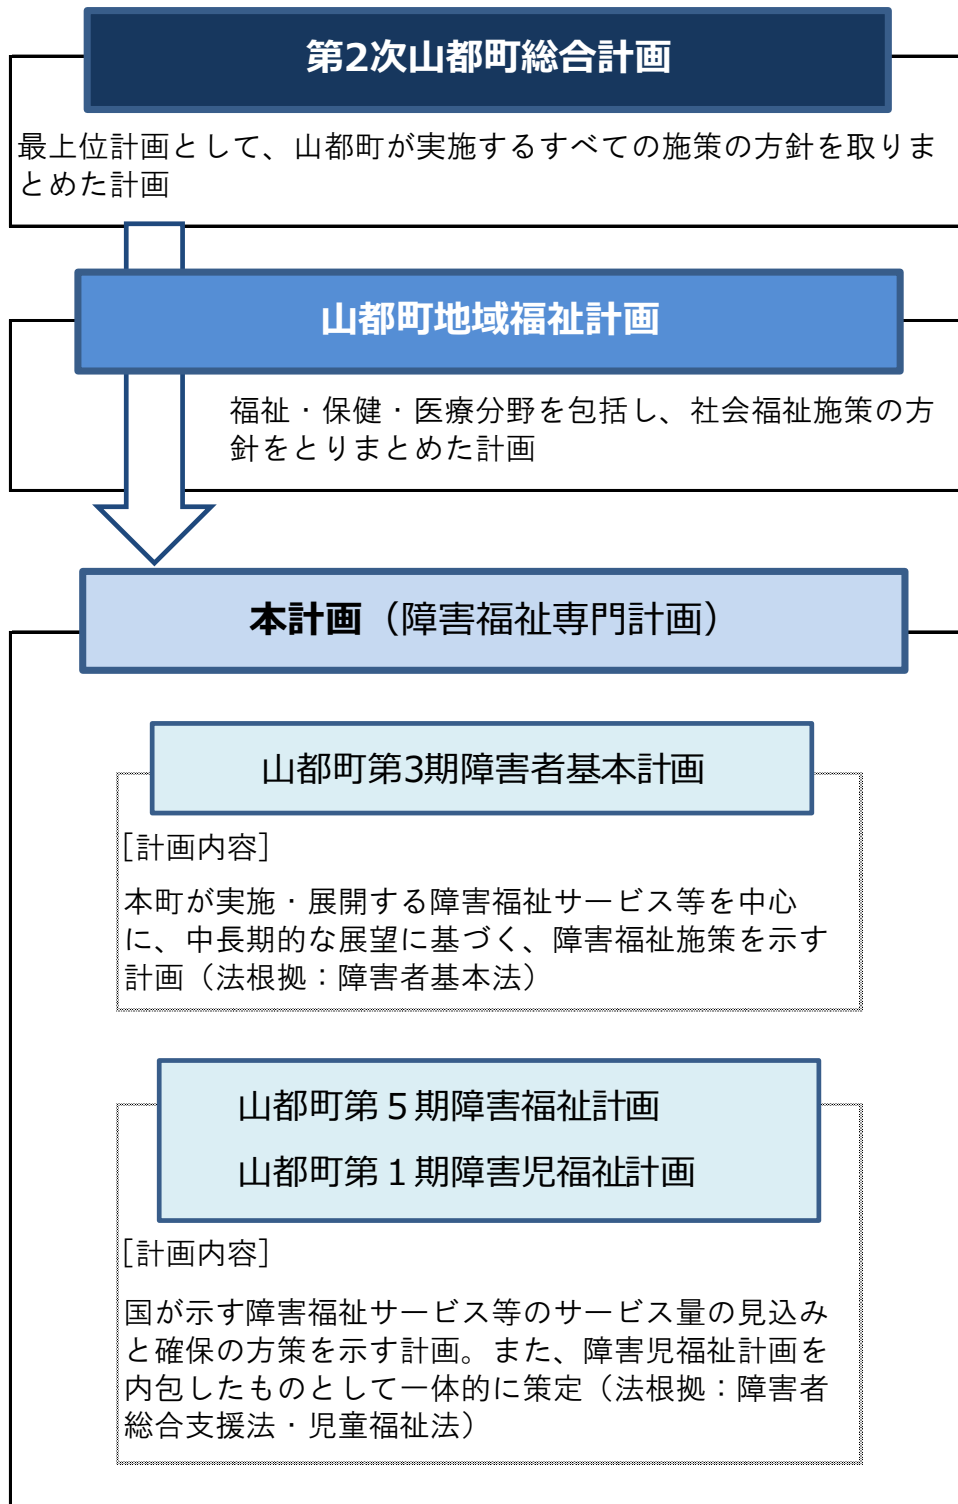 第2次山都町総合計画
最上位計画として、山都町が実施するすべての施策の方針を取りま
とめた計画
山都町地域福祉計画
福祉・保健・医療分野を包括し、社会福祉施策の方
針をとりまとめた計画
本計画（障害福祉専門計画）
山都町第3期障害者基本計画
［計画内容］
本町が実施・展開する障害福祉サービス等を中心
に、中長期的な展望に基づく、障害福祉施策を示す
計画（法根拠：障害者基本法）
山都町第５期障害福祉計画
山都町第１期障害児福祉計画
［計画内容］
国が示す障害福祉サービス等のサービス量の見込み
と確保の方策を示す計画。また、障害児福祉計画を
内包したものとして一体的に策定（法根拠：障害者
総合支援法・児童福祉法）